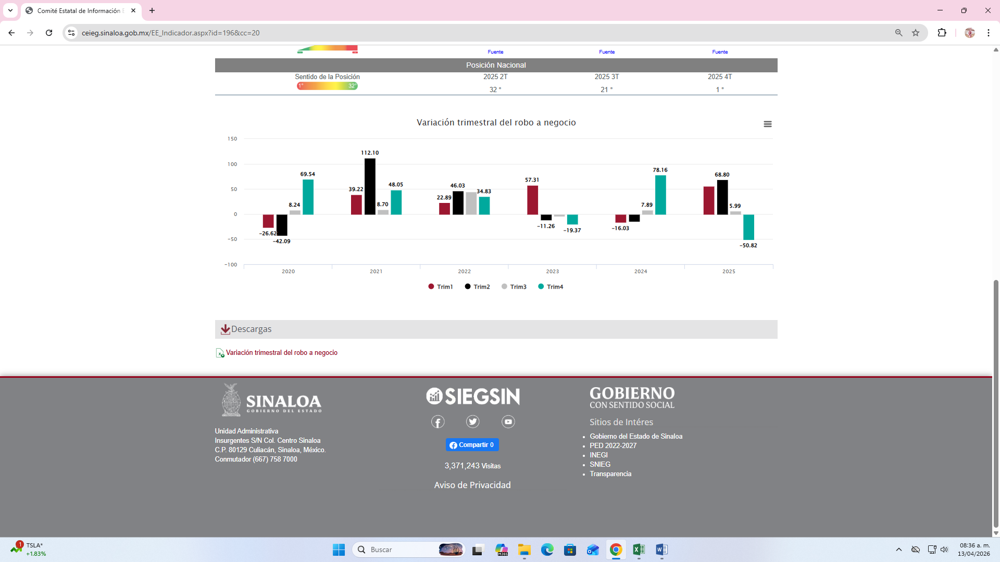 Comité Estatal de Información E
ceieg.sinaloa.gob.mx/EE_Indicador.aspx?id=196&cc=20
Fuente Fuente Fuente
Posición Nacional
Sentido de la Posición 2025 2T 2025 3T 2025 4T
1° 32° 32 ° 21 ° 1 °
Variación trimestral del robo a negocio
150
100
50
0
−50
−100
−26.62
−42.09
8.24
69.54
39.22
112.10
8.70
48.05
22.89
46.03
34.83
57.31
−11.26
−19.37
−16.03
7.89
78.16
68.80
5.99
−50.82
2020 2021 2022 2023 2024 2025
Trim1 Trim2 Trim3 Trim4
Descargas
Variación trimestral del robo a negocio
SINALOA
GOBIERNO DEL ESTADO
Unidad Administrativa
Insurgentes S/N Col. Centro Sinaloa
C.P. 80129 Culiacán, Sinaloa, México.
Conmutador (667) 758 7000
SIEGSIN
Compartir 0
3,371,243 Visitas
Aviso de Privacidad
GOBIERNO
CON SENTIDO SOCIAL
Sitios de Intéres
Gobierno del Estado de Sinaloa
PED 2022-2027
INEGI
SNIEG
Transparencia
1
TSLA*
+1.83%
Buscar
M365
08:36 a. m.
13/04/2026